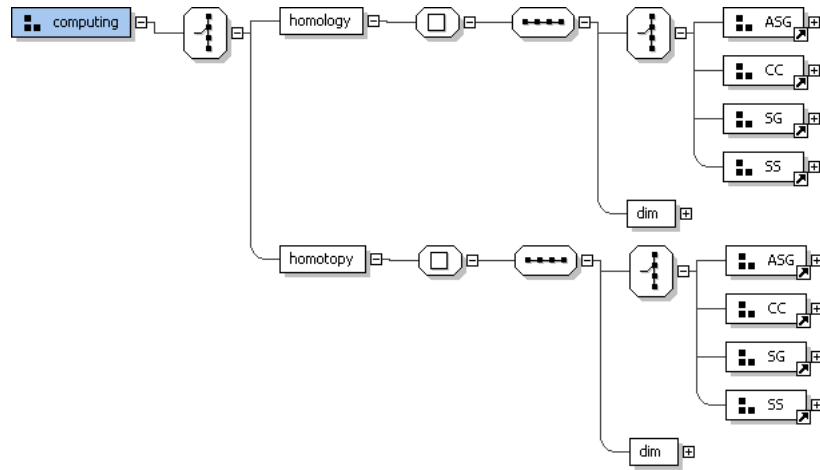 computing
homology
ASG
CC
SG
SS
dim
homotopy
ASG
CC
SG
SS
dim